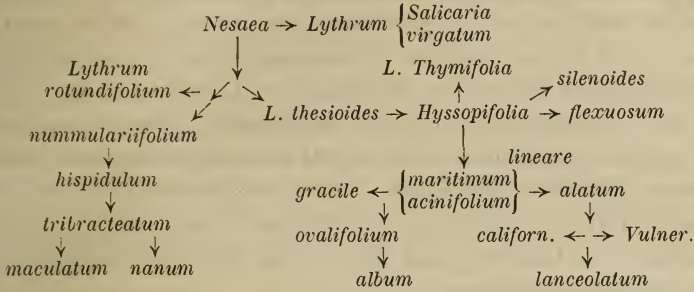 Nesaea → Lythrum { Salicaria
virgatum
L. Thymifolia
Lythrum
rotundifolium
silenoides
L. thesioides → Hyssopifolia → flexuosum
nummulariifolium
lineare
hispidulum
gracile ← { maritimum } → alatum
acinifolium
tribracteatum
ovalifolium
californ. ← → Vulner.
maculatum nanum
album
lanceolatum